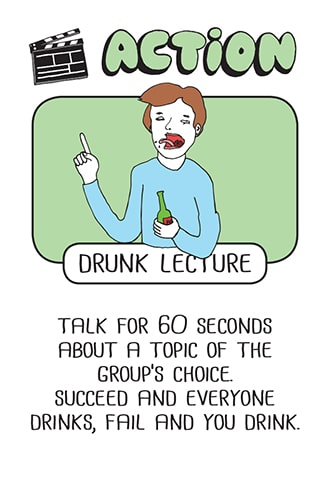 ACTiON
DRUNK LECTURE
TALK FOR 60 SECONDS
ABOUT A TOPIC OF THE
GROUP'S CHOICE.
SUCCEED AND EVERYONE
DRINKS, FAIL AND YOU DRINK.